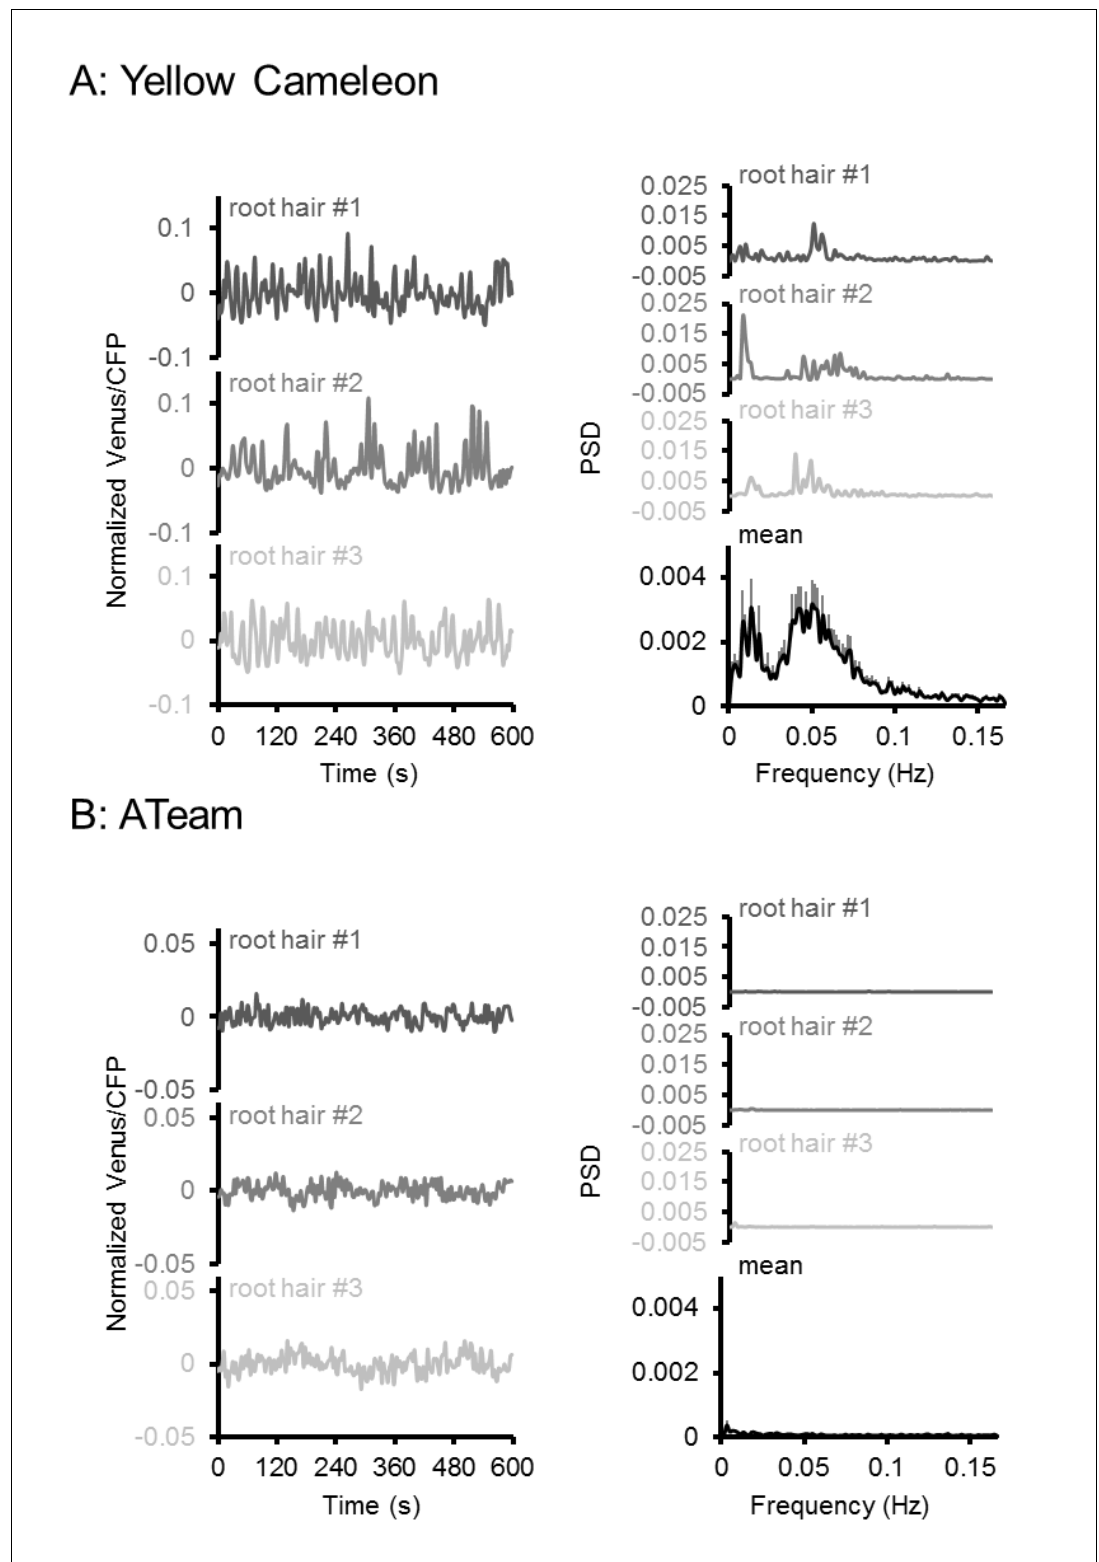 A: Yellow Cameleon
Normalized Venus/CFP
root hair #1
0.1
0
-0.1
root hair #2
0.1
0
-0.1
root hair #3
0.1
0
-0.1
0 120 240 360 480 600
Time (s)
PSD
root hair #1
0.025
0.015
0.005
-0.005
root hair #2
0.025
0.015
0.005
-0.005
root hair #3
0.025
0.015
0.005
-0.005
mean
0.004
0.002
0
0 0.05 0.1 0.15
Frequency (Hz)
B: ATeam
Normalized Venus/CFP
root hair #1
0.05
0
-0.05
root hair #2
0.05
0
-0.05
root hair #3
0.05
0
-0.05
0 120 240 360 480 600
Time (s)
PSD
root hair #1
0.025
0.015
0.005
-0.005
root hair #2
0.025
0.015
0.005
-0.005
root hair #3
0.025
0.015
0.005
-0.005
mean
0.004
0.002
0
0 0.05 0.1 0.15
Frequency (Hz)